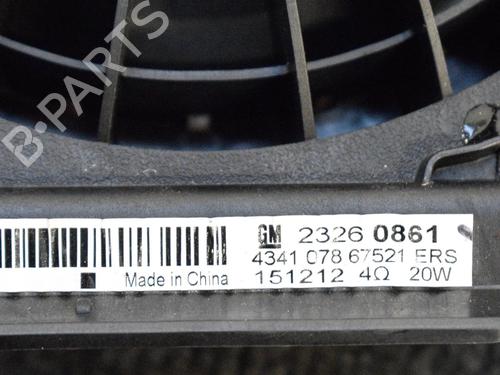 B·PARTS
GM 2326 0861
4341 078 67521 ERS
Made in China 151212 4Ω 20W